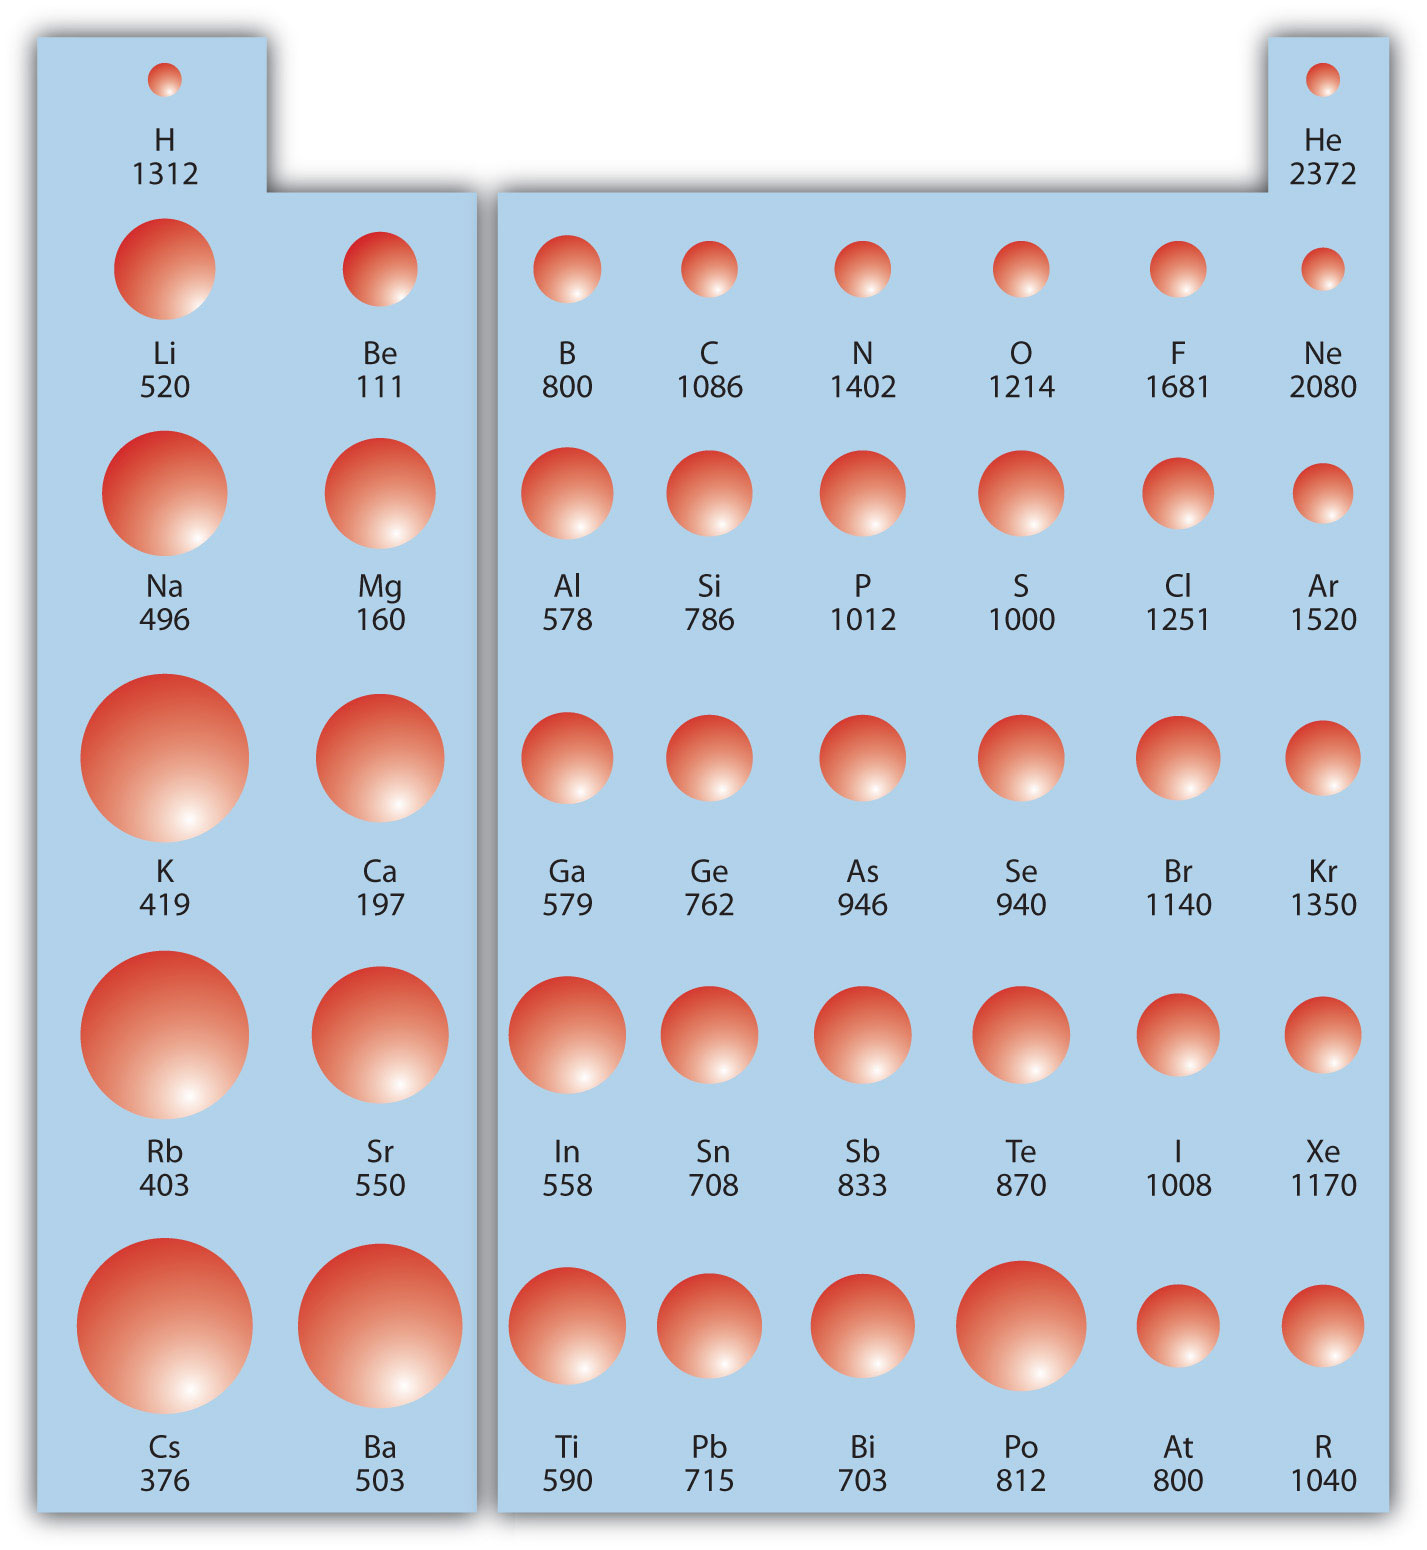 H He
1312 2372
Li Be B C N O F Ne
520 111 800 1086 1402 1214 1681 2080
Na Mg Al Si P S Cl Ar
496 160 578 786 1012 1000 1251 1520
K Ca Ga Ge As Se Br Kr
419 197 579 762 946 940 1140 1350
Rb Sr In Sn Sb Te I Xe
403 550 558 708 833 870 1008 1170
Cs Ba Ti Pb Bi Po At R
376 503 590 715 703 812 800 1040